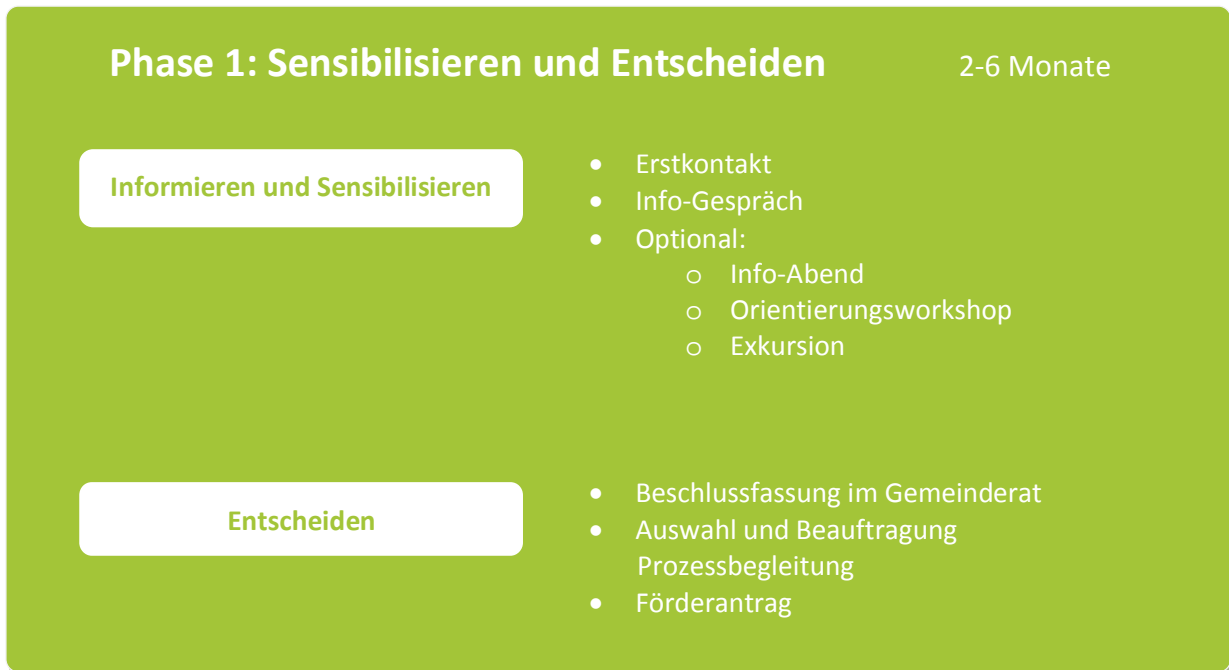 Phase 1: Sensibilisieren und Entscheiden 2-6 Monate
Informieren und Sensibilisieren
• Erstkontakt
• Info-Gespräch
• Optional:
o Info-Abend
o Orientierungsworkshop
o Exkursion
Entscheiden
• Beschlussfassung im Gemeinderat
• Auswahl und Beauftragung
Prozessbegleitung
• Förderantrag